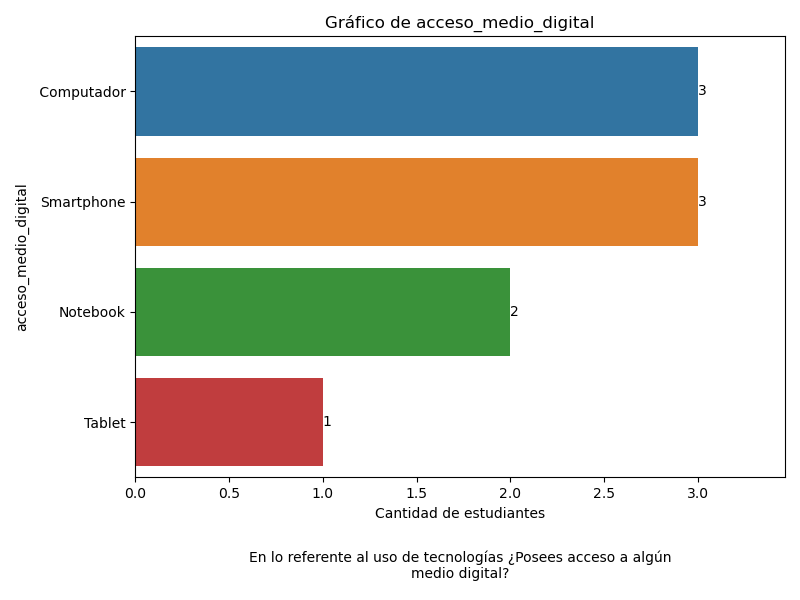 Gráfico de acceso_medio_digital
acceso_medio_digital
Computador
3
Smartphone
3
Notebook
2
Tablet
1
0.0 0.5 1.0 1.5 2.0 2.5 3.0
Cantidad de estudiantes
En lo referente al uso de tecnologías ¿Posees acceso a algún
medio digital?